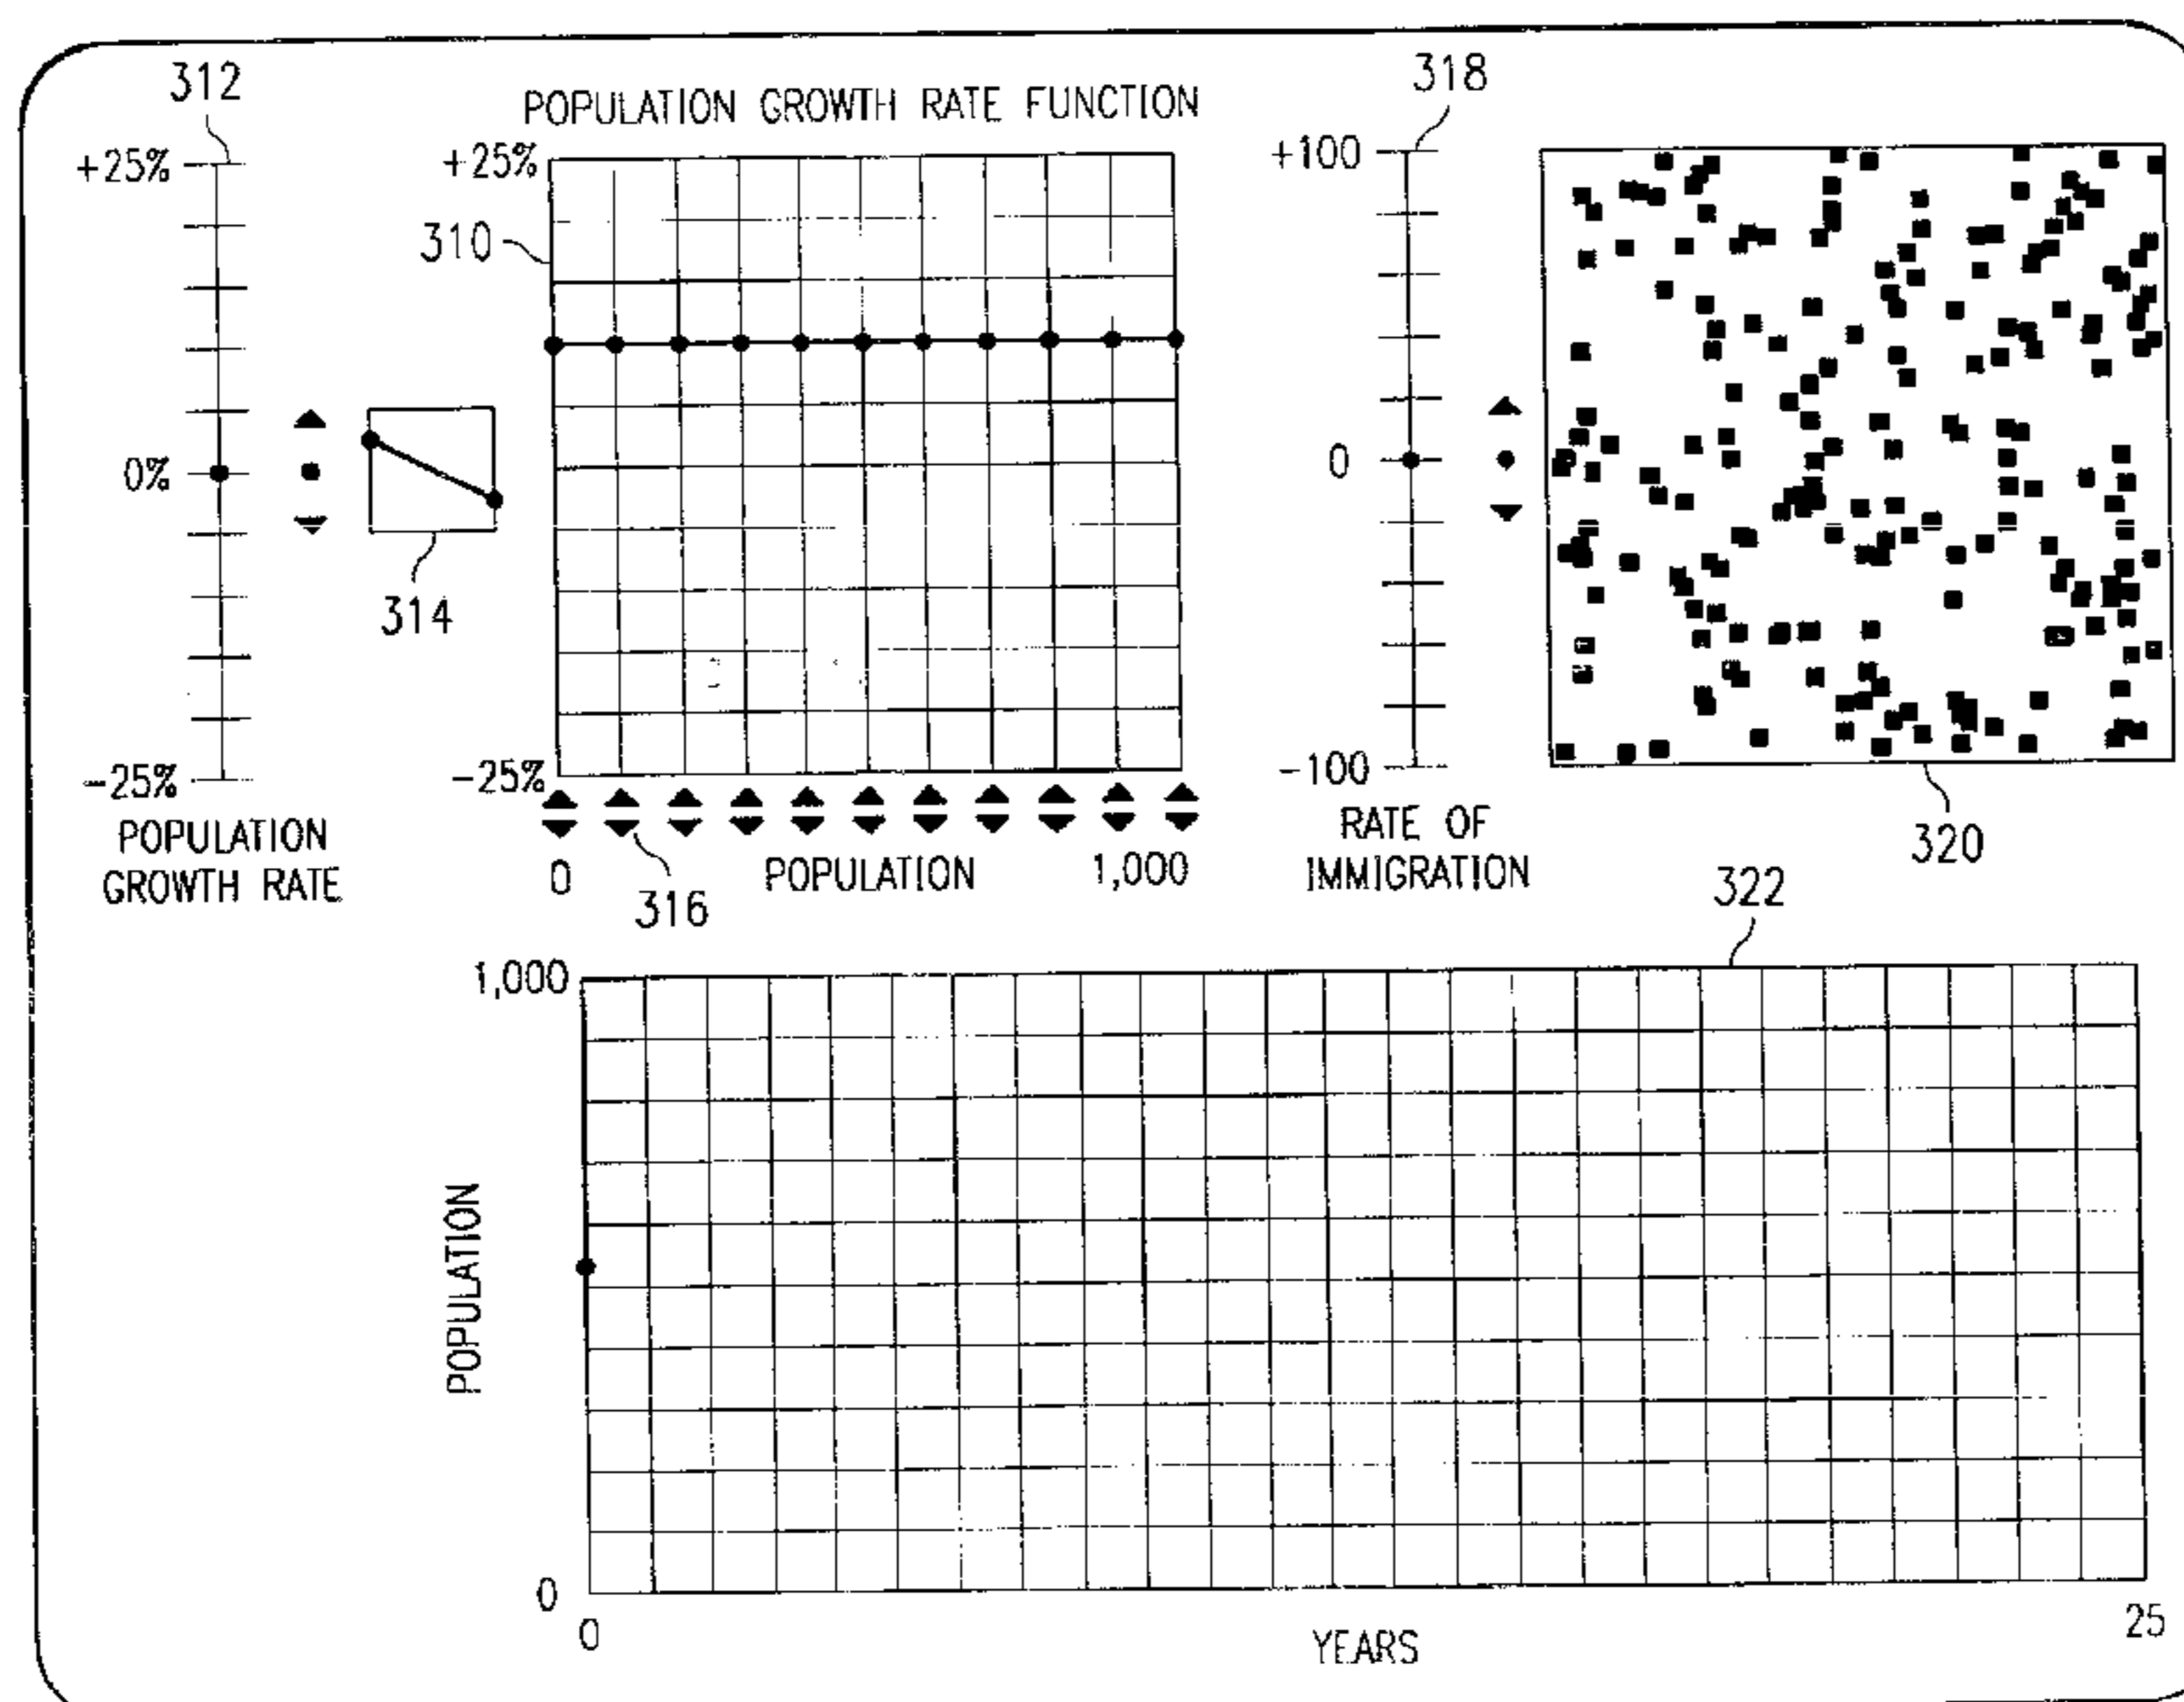 312
318
POPULATION GROWTH RATE FUNCTION
+25%
+25%
+100
310
0%
0
314
-25%
-25%
-100
POPULATION
GROWTH RATE
0
POPULATION
1,000
316
RATE OF
IMMIGRATION
320
322
1,000
POPULATION
0
0
YEARS
25